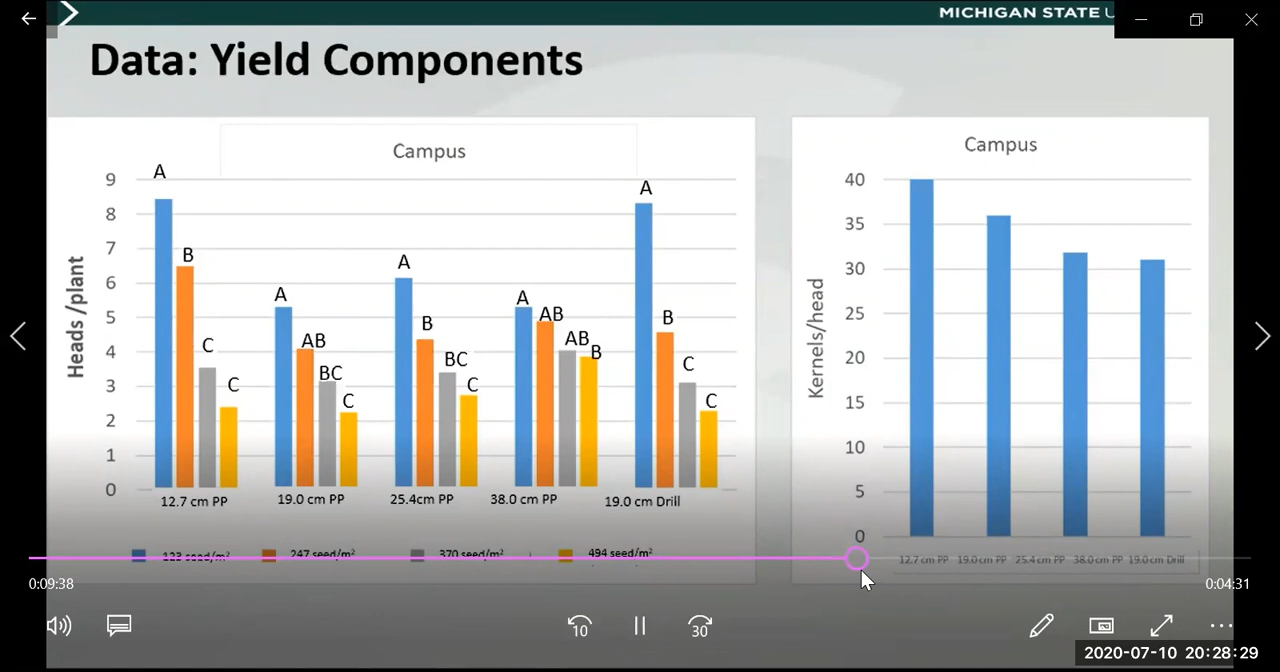 MICHIGAN STATE U
Data: Yield Components
Campus
Heads /plant
9
8
7
6
5
4
3
2
1
0
A
B
C
C
A
AB
BC
C
A
B
BC
C
A
AB
AB
B
A
B
C
C
12.7 cm PP 19.0 cm PP 25.4cm PP 38.0 cm PP 19.0 cm Drill
123 seed/m² 247 seed/m² 370 seed/m² 494 seed/m²
Campus
Kernels/head
40
35
30
25
20
15
10
5
0
12.7 cm PP 19.0 cm PP 25.4 cm PP 38.0 cm PP 19.0 cm Drill
0:09:38
0:04:31
10
30
2020-07-10 20:28:29